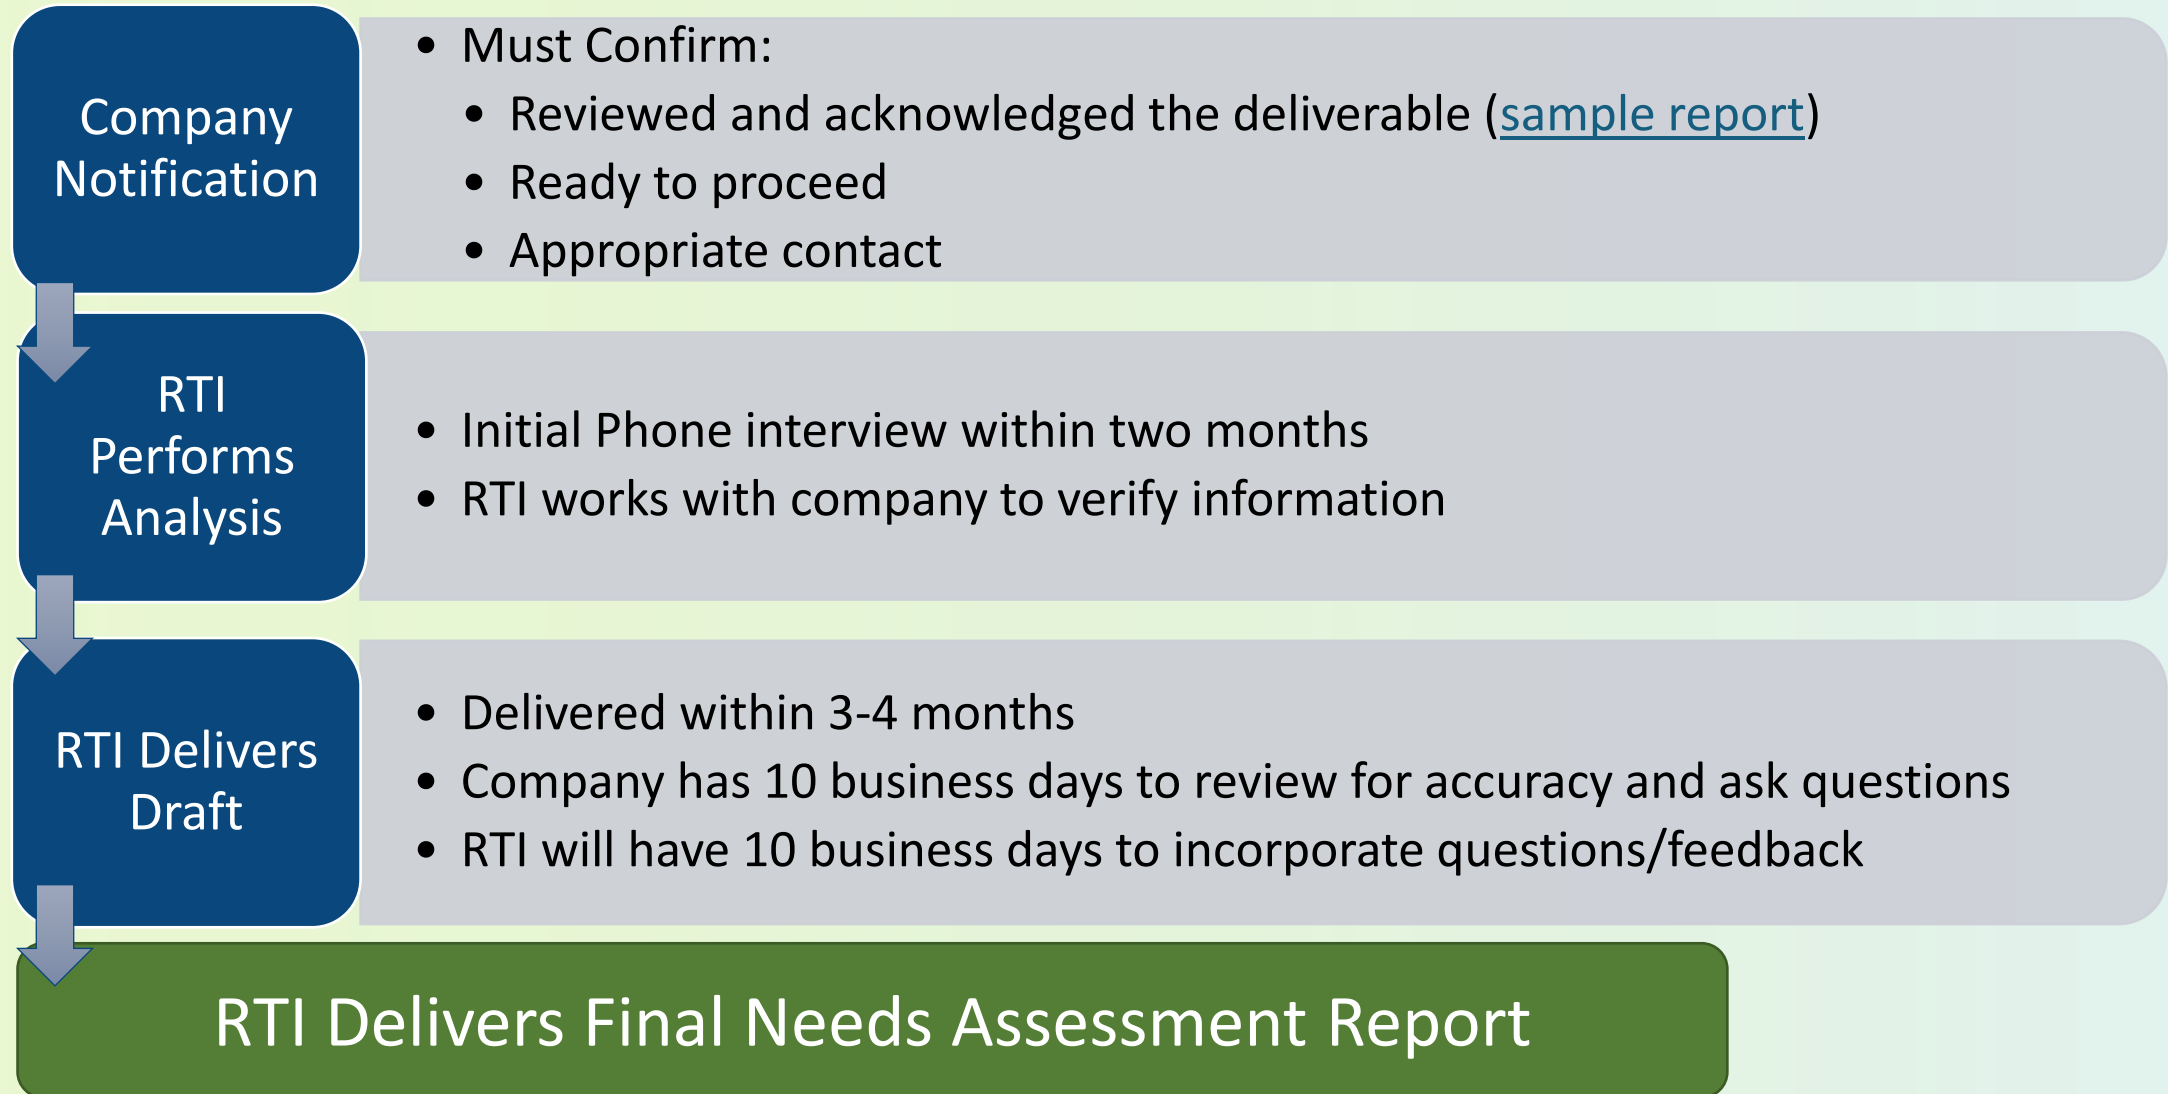 Company
Notification
• Must Confirm:
• Reviewed and acknowledged the deliverable (sample report)
• Ready to proceed
• Appropriate contact
RTI
Performs
Analysis
• Initial Phone interview within two months
• RTI works with company to verify information
RTI Delivers
Draft
• Delivered within 3-4 months
• Company has 10 business days to review for accuracy and ask questions
• RTI will have 10 business days to incorporate questions/feedback
RTI Delivers Final Needs Assessment Report